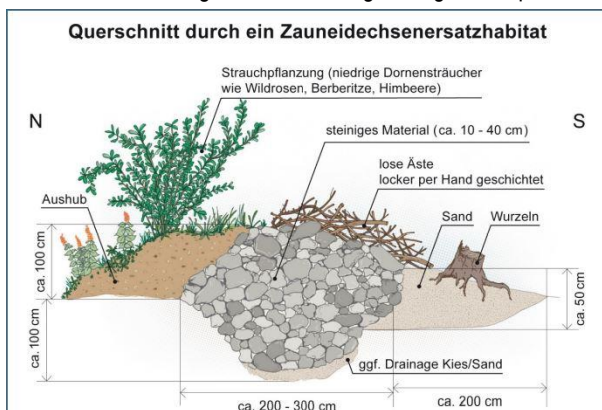 Querschnitt durch ein Zauneidechsenersatzhabitat
Strauchpflanzung (niedrige Dornensträucher
wie Wildrosen, Berberitze, Himbeere)
N
S
steiniges Material (ca. 10 - 40 cm)
lose Äste
locker per Hand geschichtet
Aushub
Sand
Wurzeln
ca. 100 cm
ca. 100 cm
ca. 50 cm
ggf. Drainage Kies/Sand
ca. 200 - 300 cm
ca. 200 cm